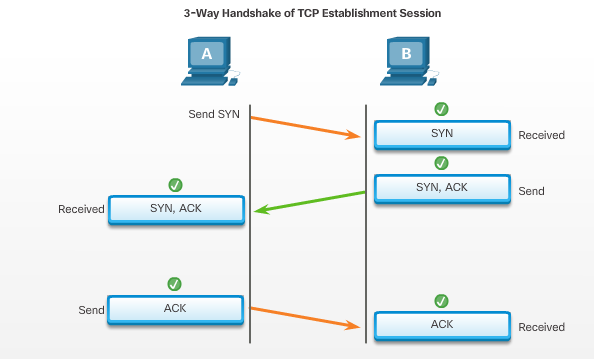 3-Way Handshake of TCP Establishment Session
A
B
Send SYN
SYN
Received
SYN, ACK
Send
Received
SYN, ACK
Send
ACK
ACK
Received